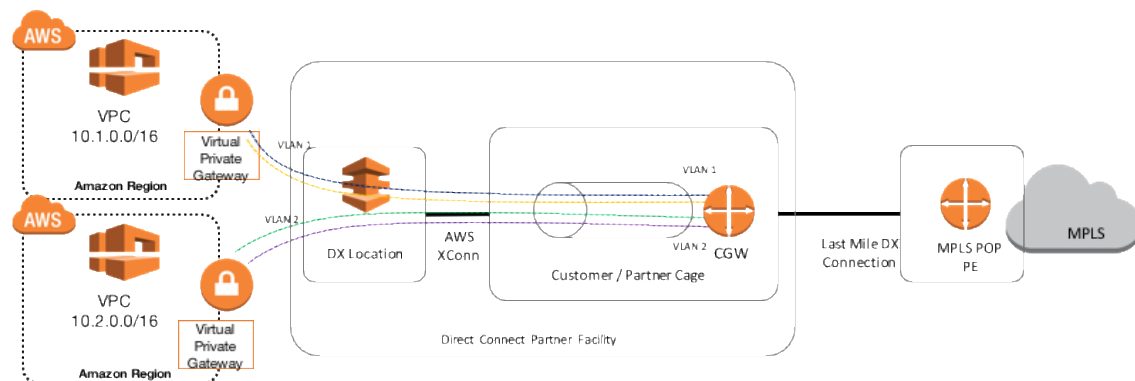 AWS
VPC
10.1.0.0/16
Virtual
Private
Gateway
Amazon Region
AWS
VPC
10.2.0.0/16
Virtual
Private
Gateway
Amazon Region
VLAN 1
VLAN 2
DX Location
AWS
XConn
VLAN 1
VLAN 2
CGW
Customer / Partner Cage
Direct Connect Partner Facility
Last Mile DX
Connection
MPLS POP
PE
MPLS